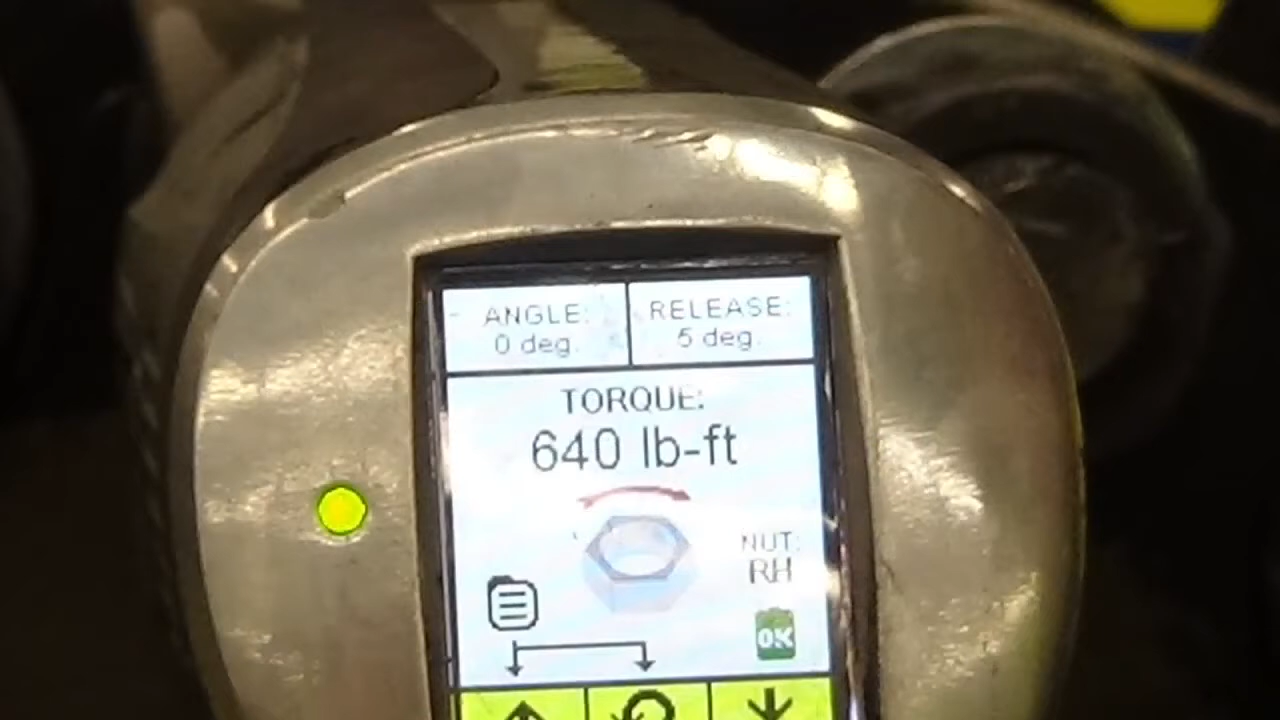 ANGLE:
0 deg.
RELEASE:
5 deg.
TORQUE:
640 lb-ft
NUT:
RH
OK